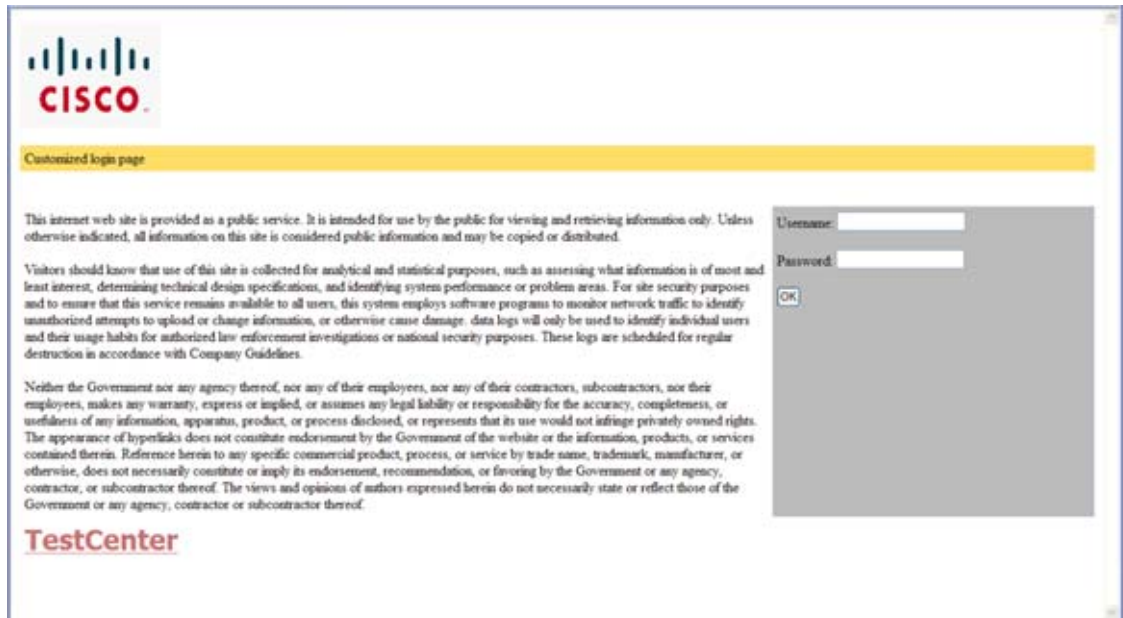 CISCO
Customized login page
This internet web site is provided as a public service. It is intended for use by the public for viewing and retrieving information only. Unless
otherwise indicated, all information on this site is considered public information and may be copied or distributed.
Username:
Visitors should know that use of this site is collected for analytical and statistical purposes, such as assessing what information is of most and
least interest, determining technical design specifications, and identifying system performance or problem areas. For site security purposes
and to ensure that this service remains available to all users, this system employs software programs to monitor network traffic to identify
unauthorized attempts to upload or change information, or otherwise cause damage. data logs will only be used to identify individual users
and their usage habits for authorized law enforcement investigations or national security purposes. These logs are scheduled for regular
destruction in accordance with Company Guidelines.
Password:
OK
Neither the Government nor any agency thereof, nor any of their employees, nor any of their contractors, subcontractors, nor their
employees, makes any warranty, express or implied, or assumes any legal liability or responsibility for the accuracy, completeness, or
usefulness of any information, apparatus, product, or process disclosed, or represents that its use would not infringe privately owned rights.
The appearance of hyperlinks does not constitute endorsement by the Government of the website or the information, products, or services
contained therein. Reference herein to any specific commercial product, process, or service by trade name, trademark, manufacturer, or
otherwise, does not necessarily constitute or imply its endorsement, recommendation, or favoring by the Government or any agency,
contractor, or subcontractor thereof. The views and opinions of authors expressed herein do not necessarily state or reflect those of the
Government or any agency, contractor or subcontractor thereof.
TestCenter